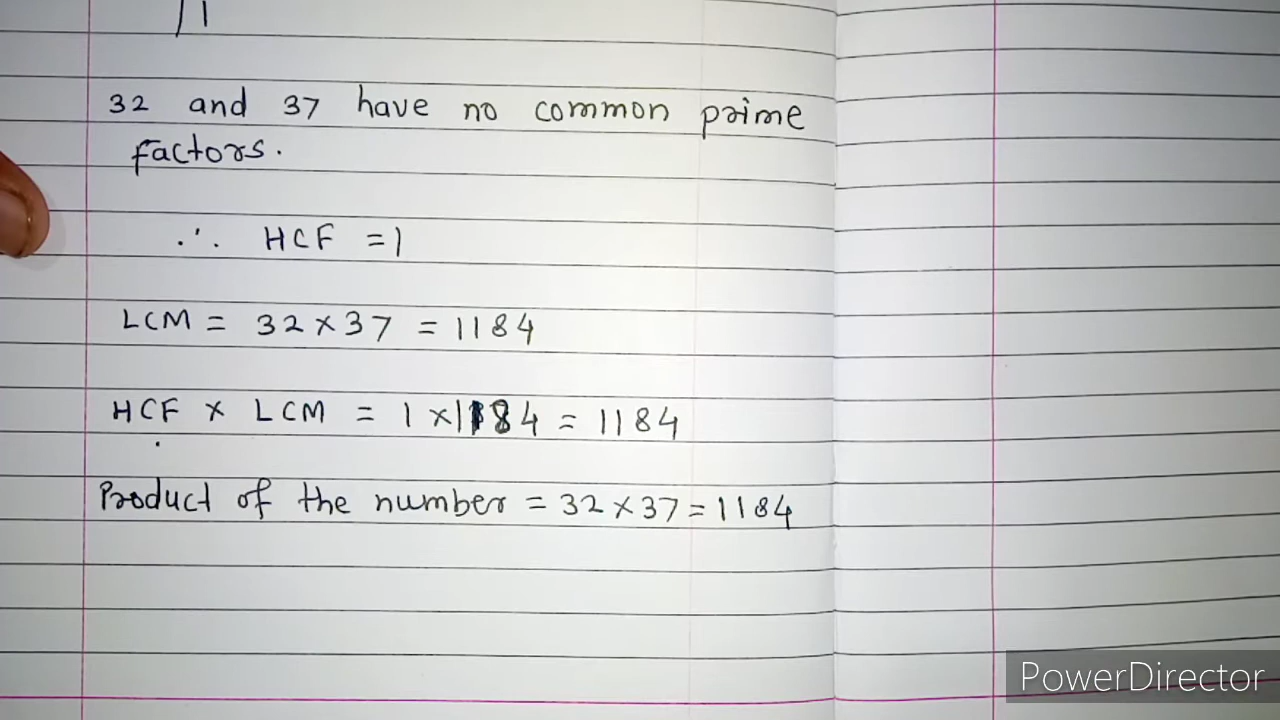 1
32 and 37 have no common prime
factors.
∴ HCF = 1
LCM = 32 × 37 = 1184
HCF × LCM = 1 × 1184 = 1184
Product of the number = 32 × 37 = 1184
PowerDirector